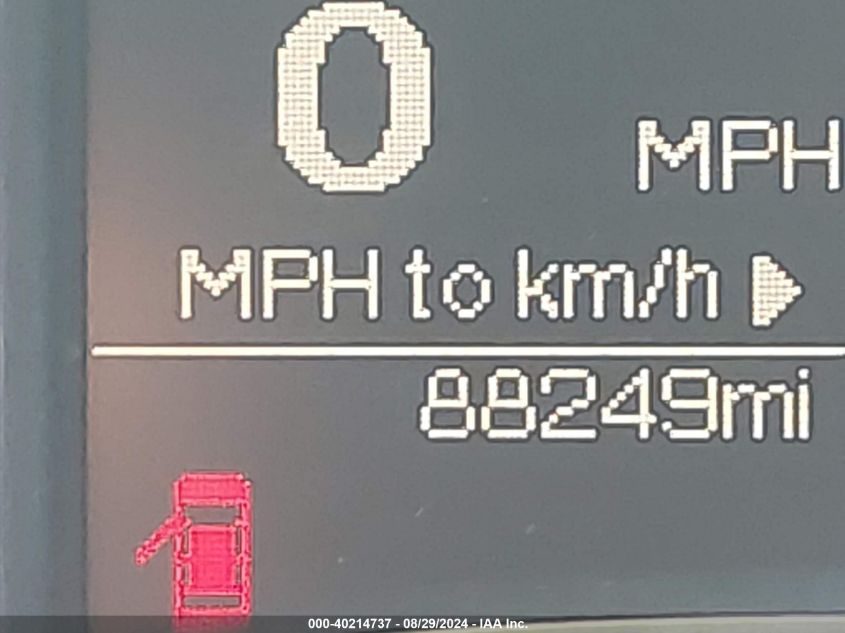 0
MPH
MPH to km/h
88249mi
000-40214737 - 08/29/2024 - IAA Inc.